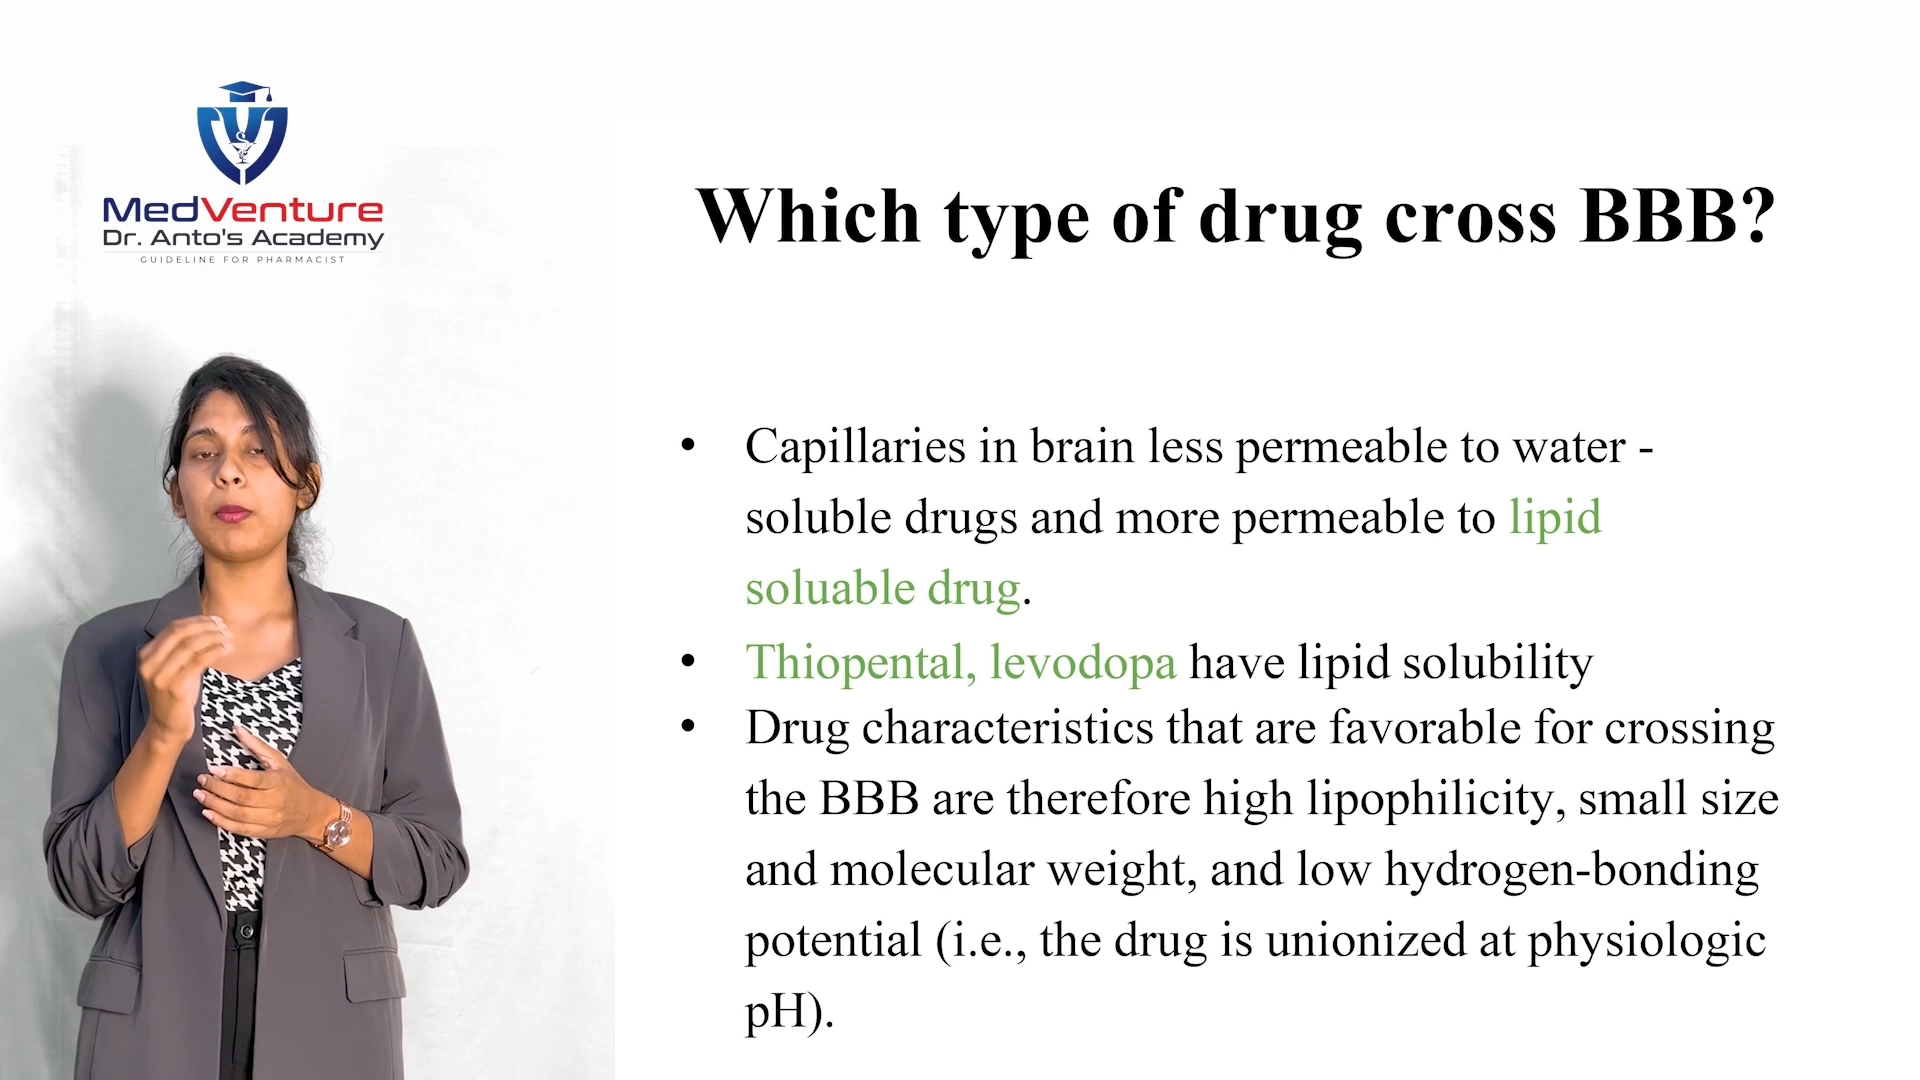 MedVenture
Dr. Anto's Academy
GUIDELINE FOR PHARMACIST
Which type of drug cross BBB?
• Capillaries in brain less permeable to water -
soluble drugs and more permeable to lipid
soluable drug.
• Thiopental, levodopa have lipid solubility
• Drug characteristics that are favorable for crossing
the BBB are therefore high lipophilicity, small size
and molecular weight, and low hydrogen-bonding
potential (i.e., the drug is unionized at physiologic
pH).